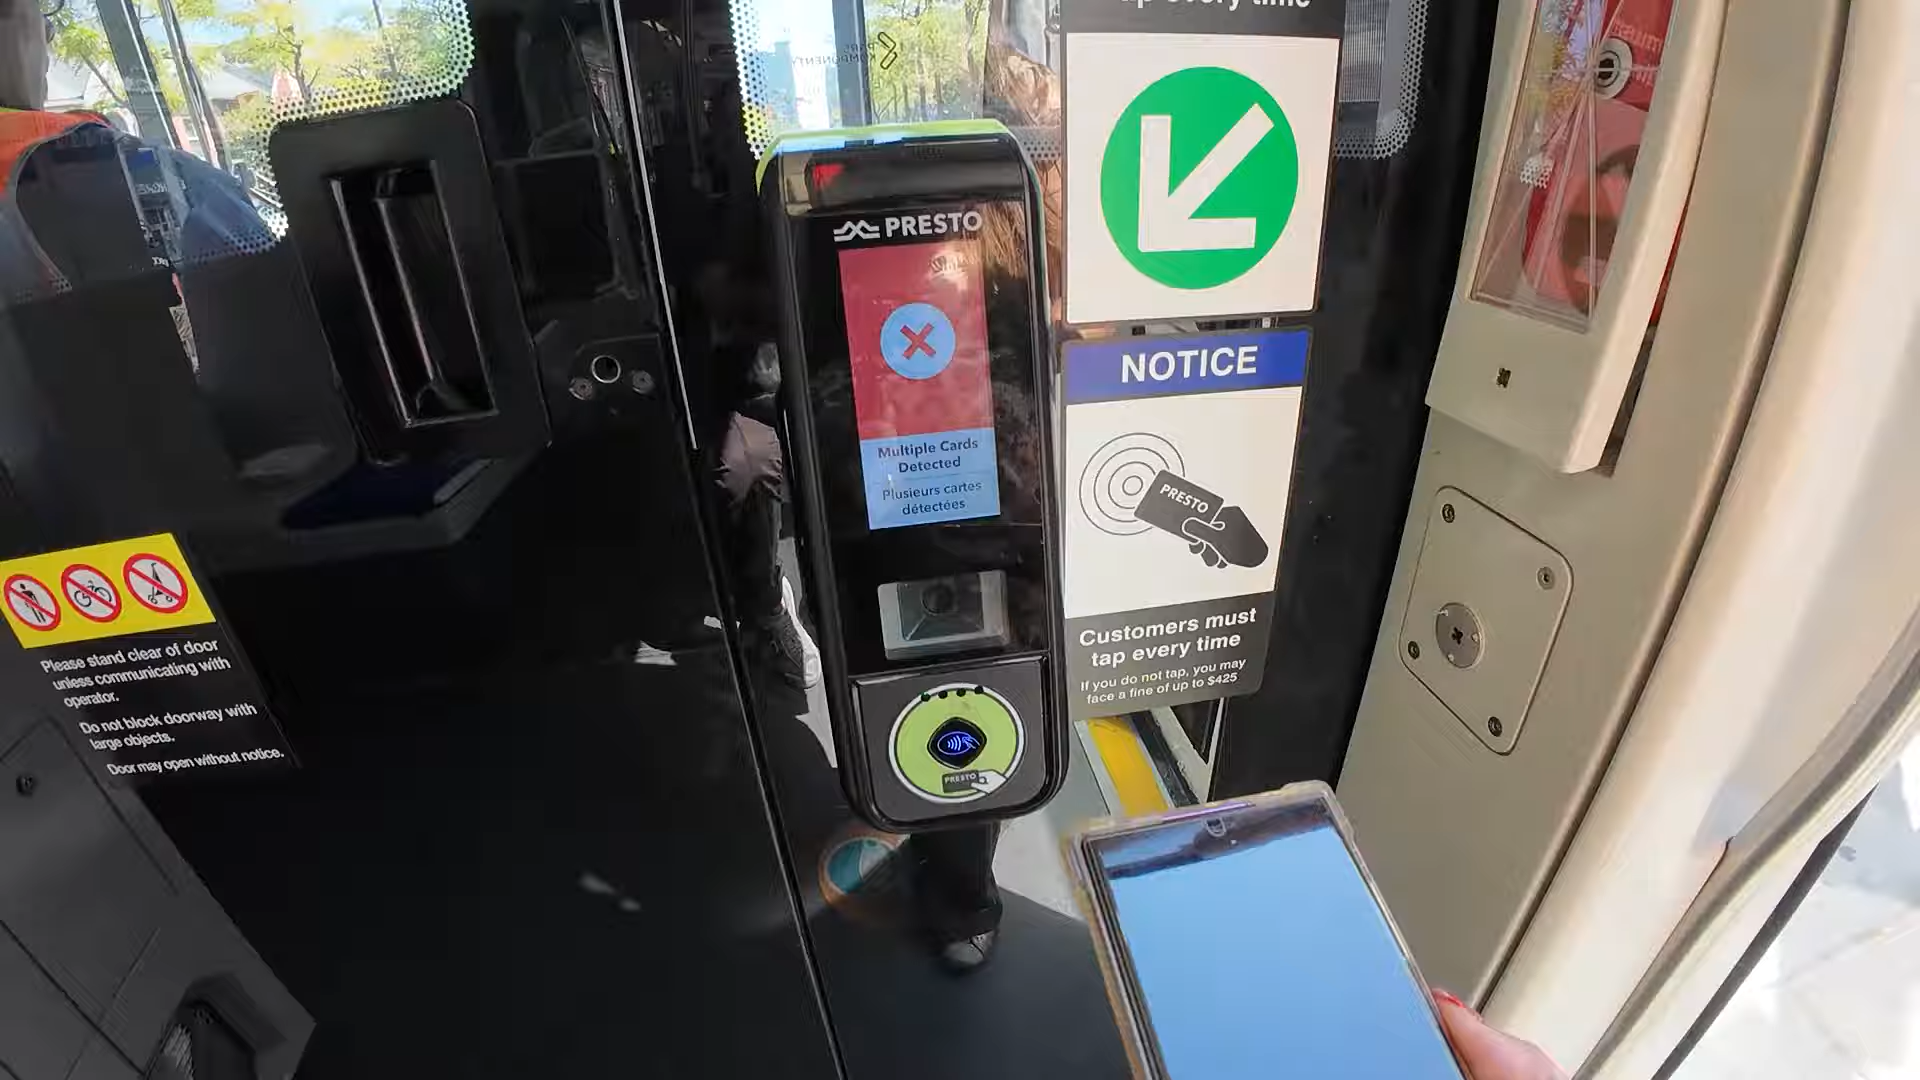 tap every time
PRESTO
Multiple Cards
Detected
Plusieurs cartes
détectées
PRESTO
NOTICE
PRESTO
Customers must
tap every time
If you do not tap, you may
face a fine of up to $425
Please stand clear of door
unless communicating with
operator.
Do not block doorway with
large objects.
Door may open without notice.